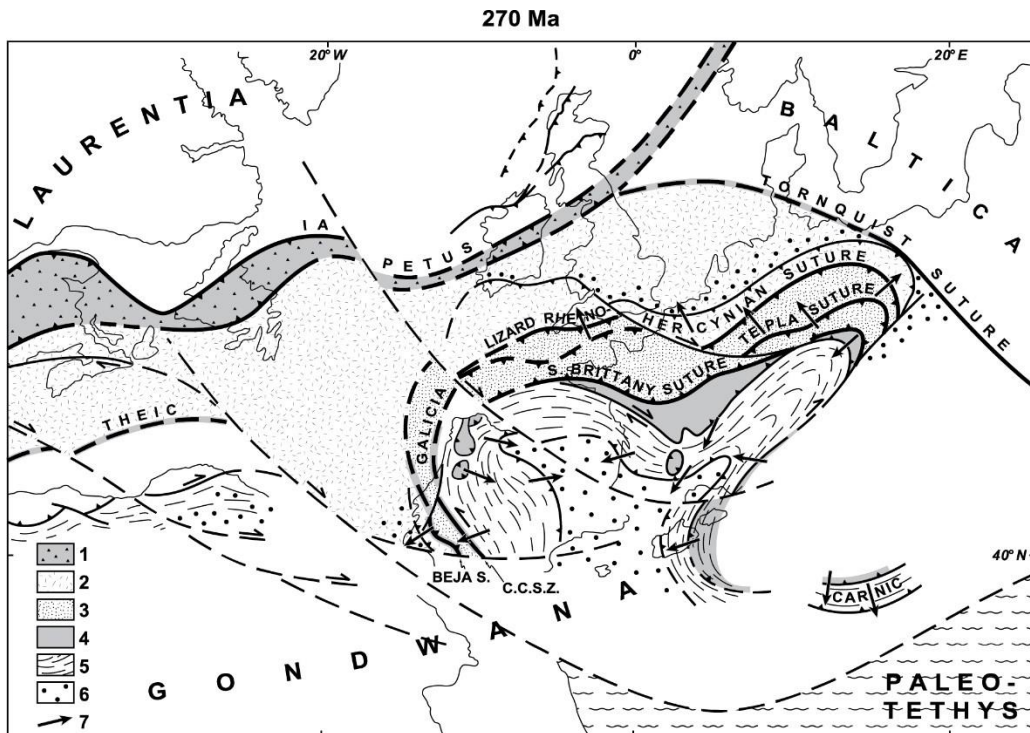 270 Ma
20° W
0°
20° E
LAURENTIA
BALTICA
IA
PETUS
TORNQUIST
SUTURE
LIZARD RHENO-
HERCYNIAN SUTURE
TEPLA SUTURE
S. BRITTANY SUTURE
GALICIA
THEIC
40° N
BEJA S.
C.C.S.Z.
CARNIC
GONDWANA
PALEO-
TETHYS
1
2
3
4
5
6
7